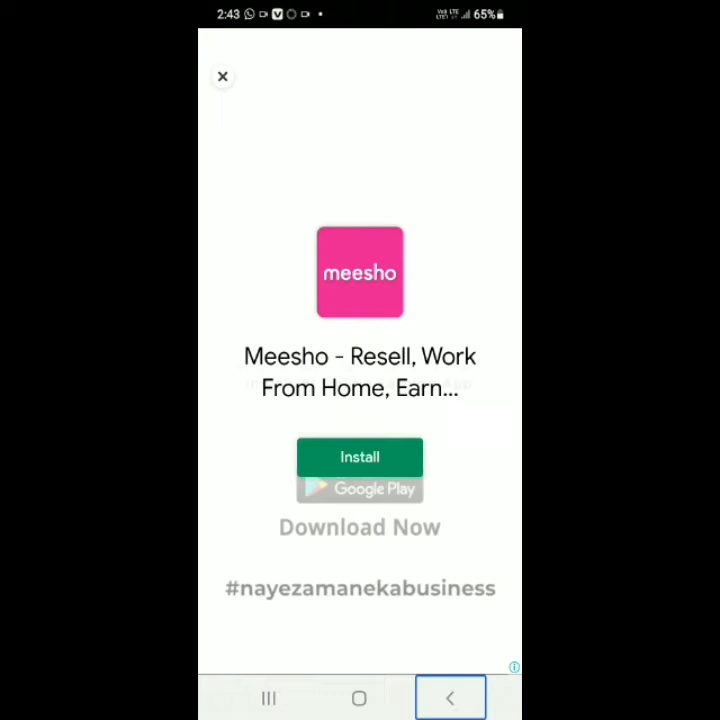 2:43
65%
meesho
Meesho - Resell, Work
From Home, Earn...
Install
Google Play
Download Now
#nayezamanekabusiness